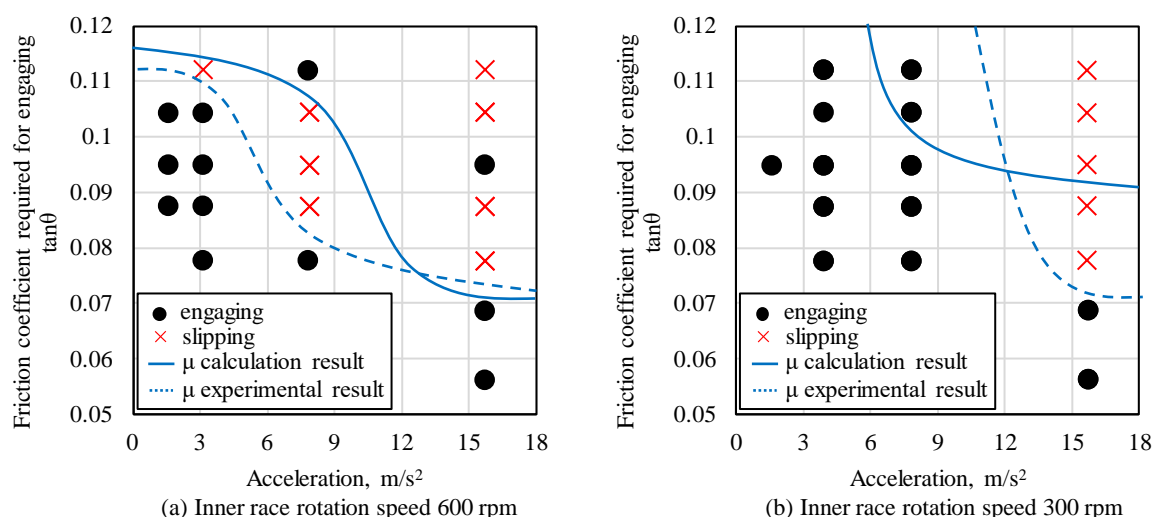 Friction coefficient required for engaging
tanθ
0.12
0.11
0.1
0.09
0.08
0.07
0.06
0.05
engaging
slipping
μ calculation result
μ experimental result
0 3 6 9 12 15 18
Acceleration, m/s²
(a) Inner race rotation speed 600 rpm
Friction coefficient required for engaging
tanθ
0.12
0.11
0.1
0.09
0.08
0.07
0.06
0.05
engaging
slipping
μ calculation result
μ experimental result
0 3 6 9 12 15 18
Acceleration, m/s²
(b) Inner race rotation speed 300 rpm